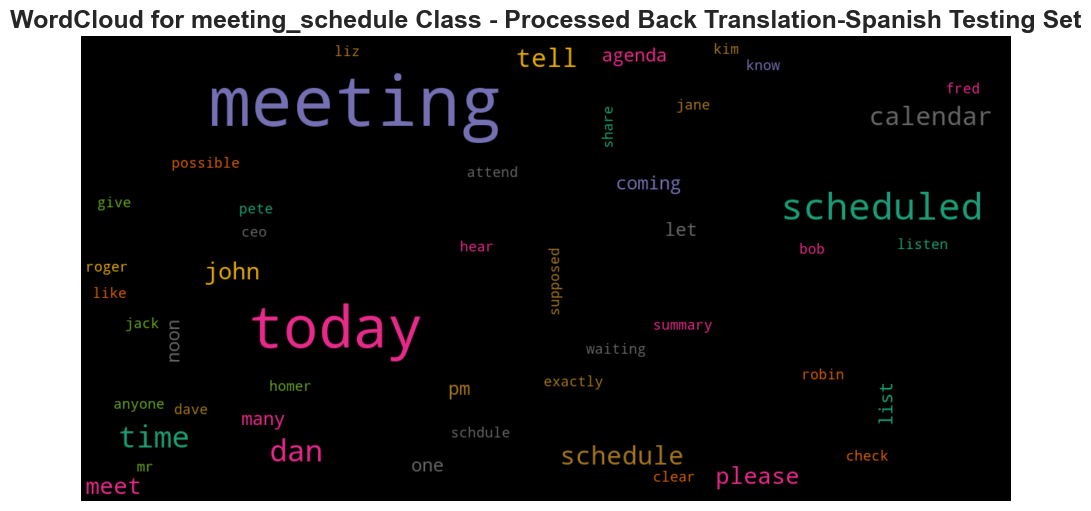 WordCloud for meeting_schedule Class - Processed Back Translation-Spanish Testing Set
liz
tell
agenda
kim
know
meeting
fred
calendar
share
jane
possible
attend
coming
scheduled
give
pete
ceo
let
hear
bob
listen
supposed
roger
john
like
today
jack
noon
summary
waiting
homer
pm
exactly
robin
list
anyone
dave
many
time
dan
schdule
schedule
one
check
mr
clear
please
meet